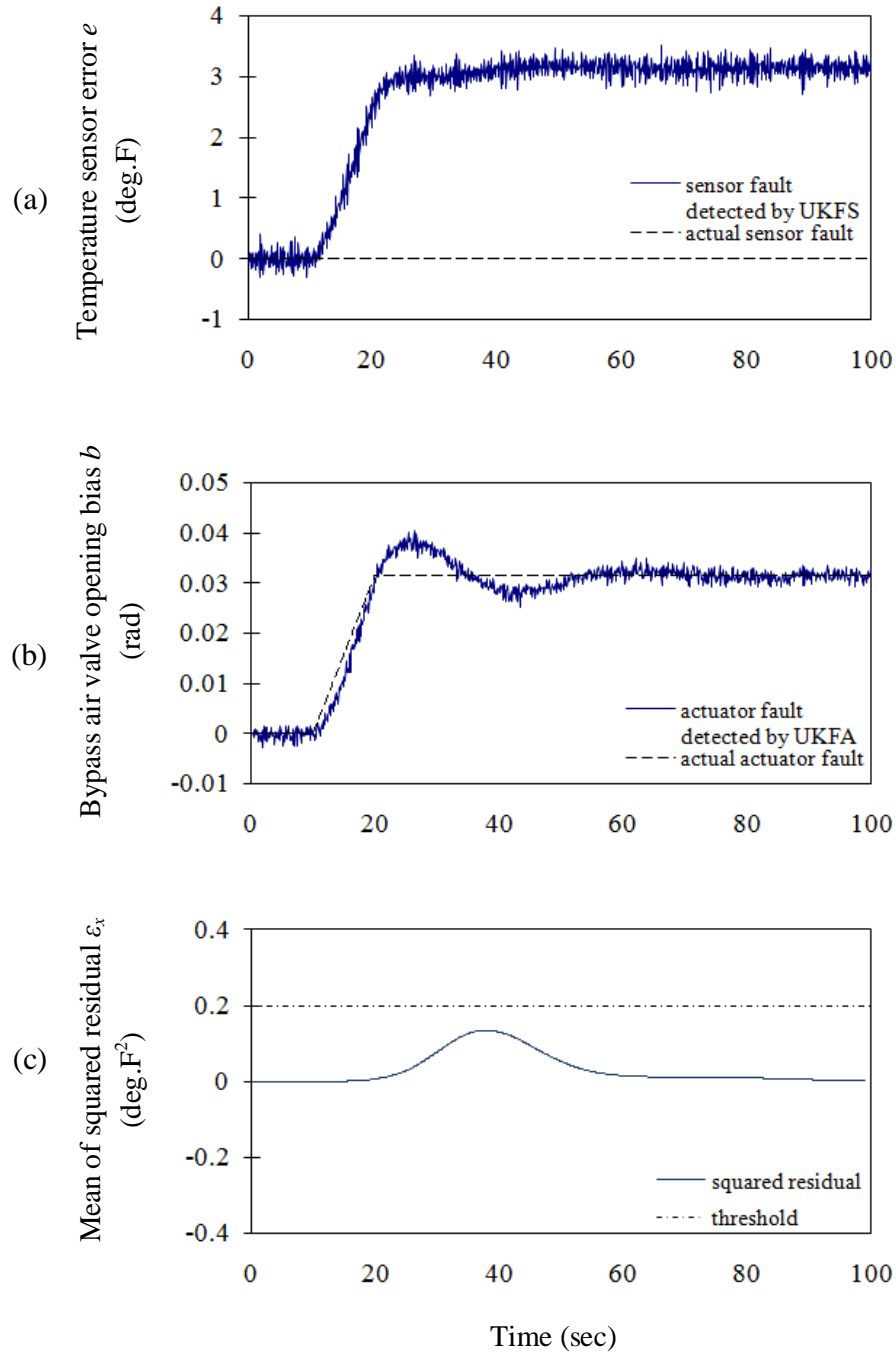 (a)
Temperature sensor error e
(deg.F)
4
3
2
1
0
-1
sensor fault
detected by UKFS
actual sensor fault
0 20 40 60 80 100
(b)
Bypass air valve opening bias b
(rad)
0.05
0.04
0.03
0.02
0.01
0
-0.01
actuator fault
detected by UKFA
actual actuator fault
0 20 40 60 80 100
(c)
Mean of squared residual εx
(deg.F²)
0.4
0.2
0
-0.2
-0.4
squared residual
threshold
0 20 40 60 80 100
Time (sec)